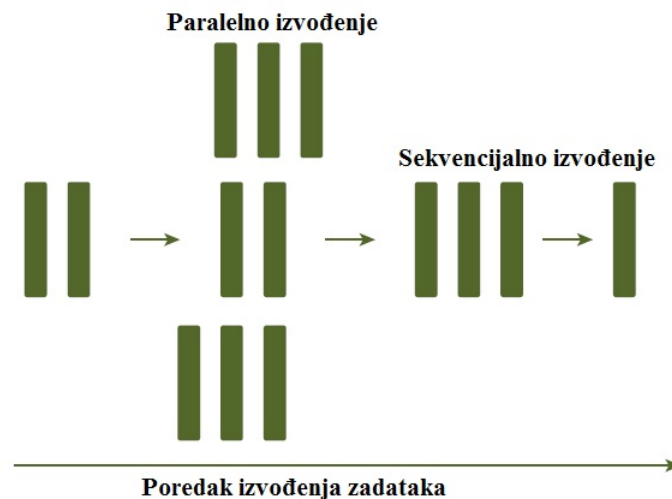 Paralelno izvođenje
Sekvencijalno izvođenje
Poredak izvođenja zadataka